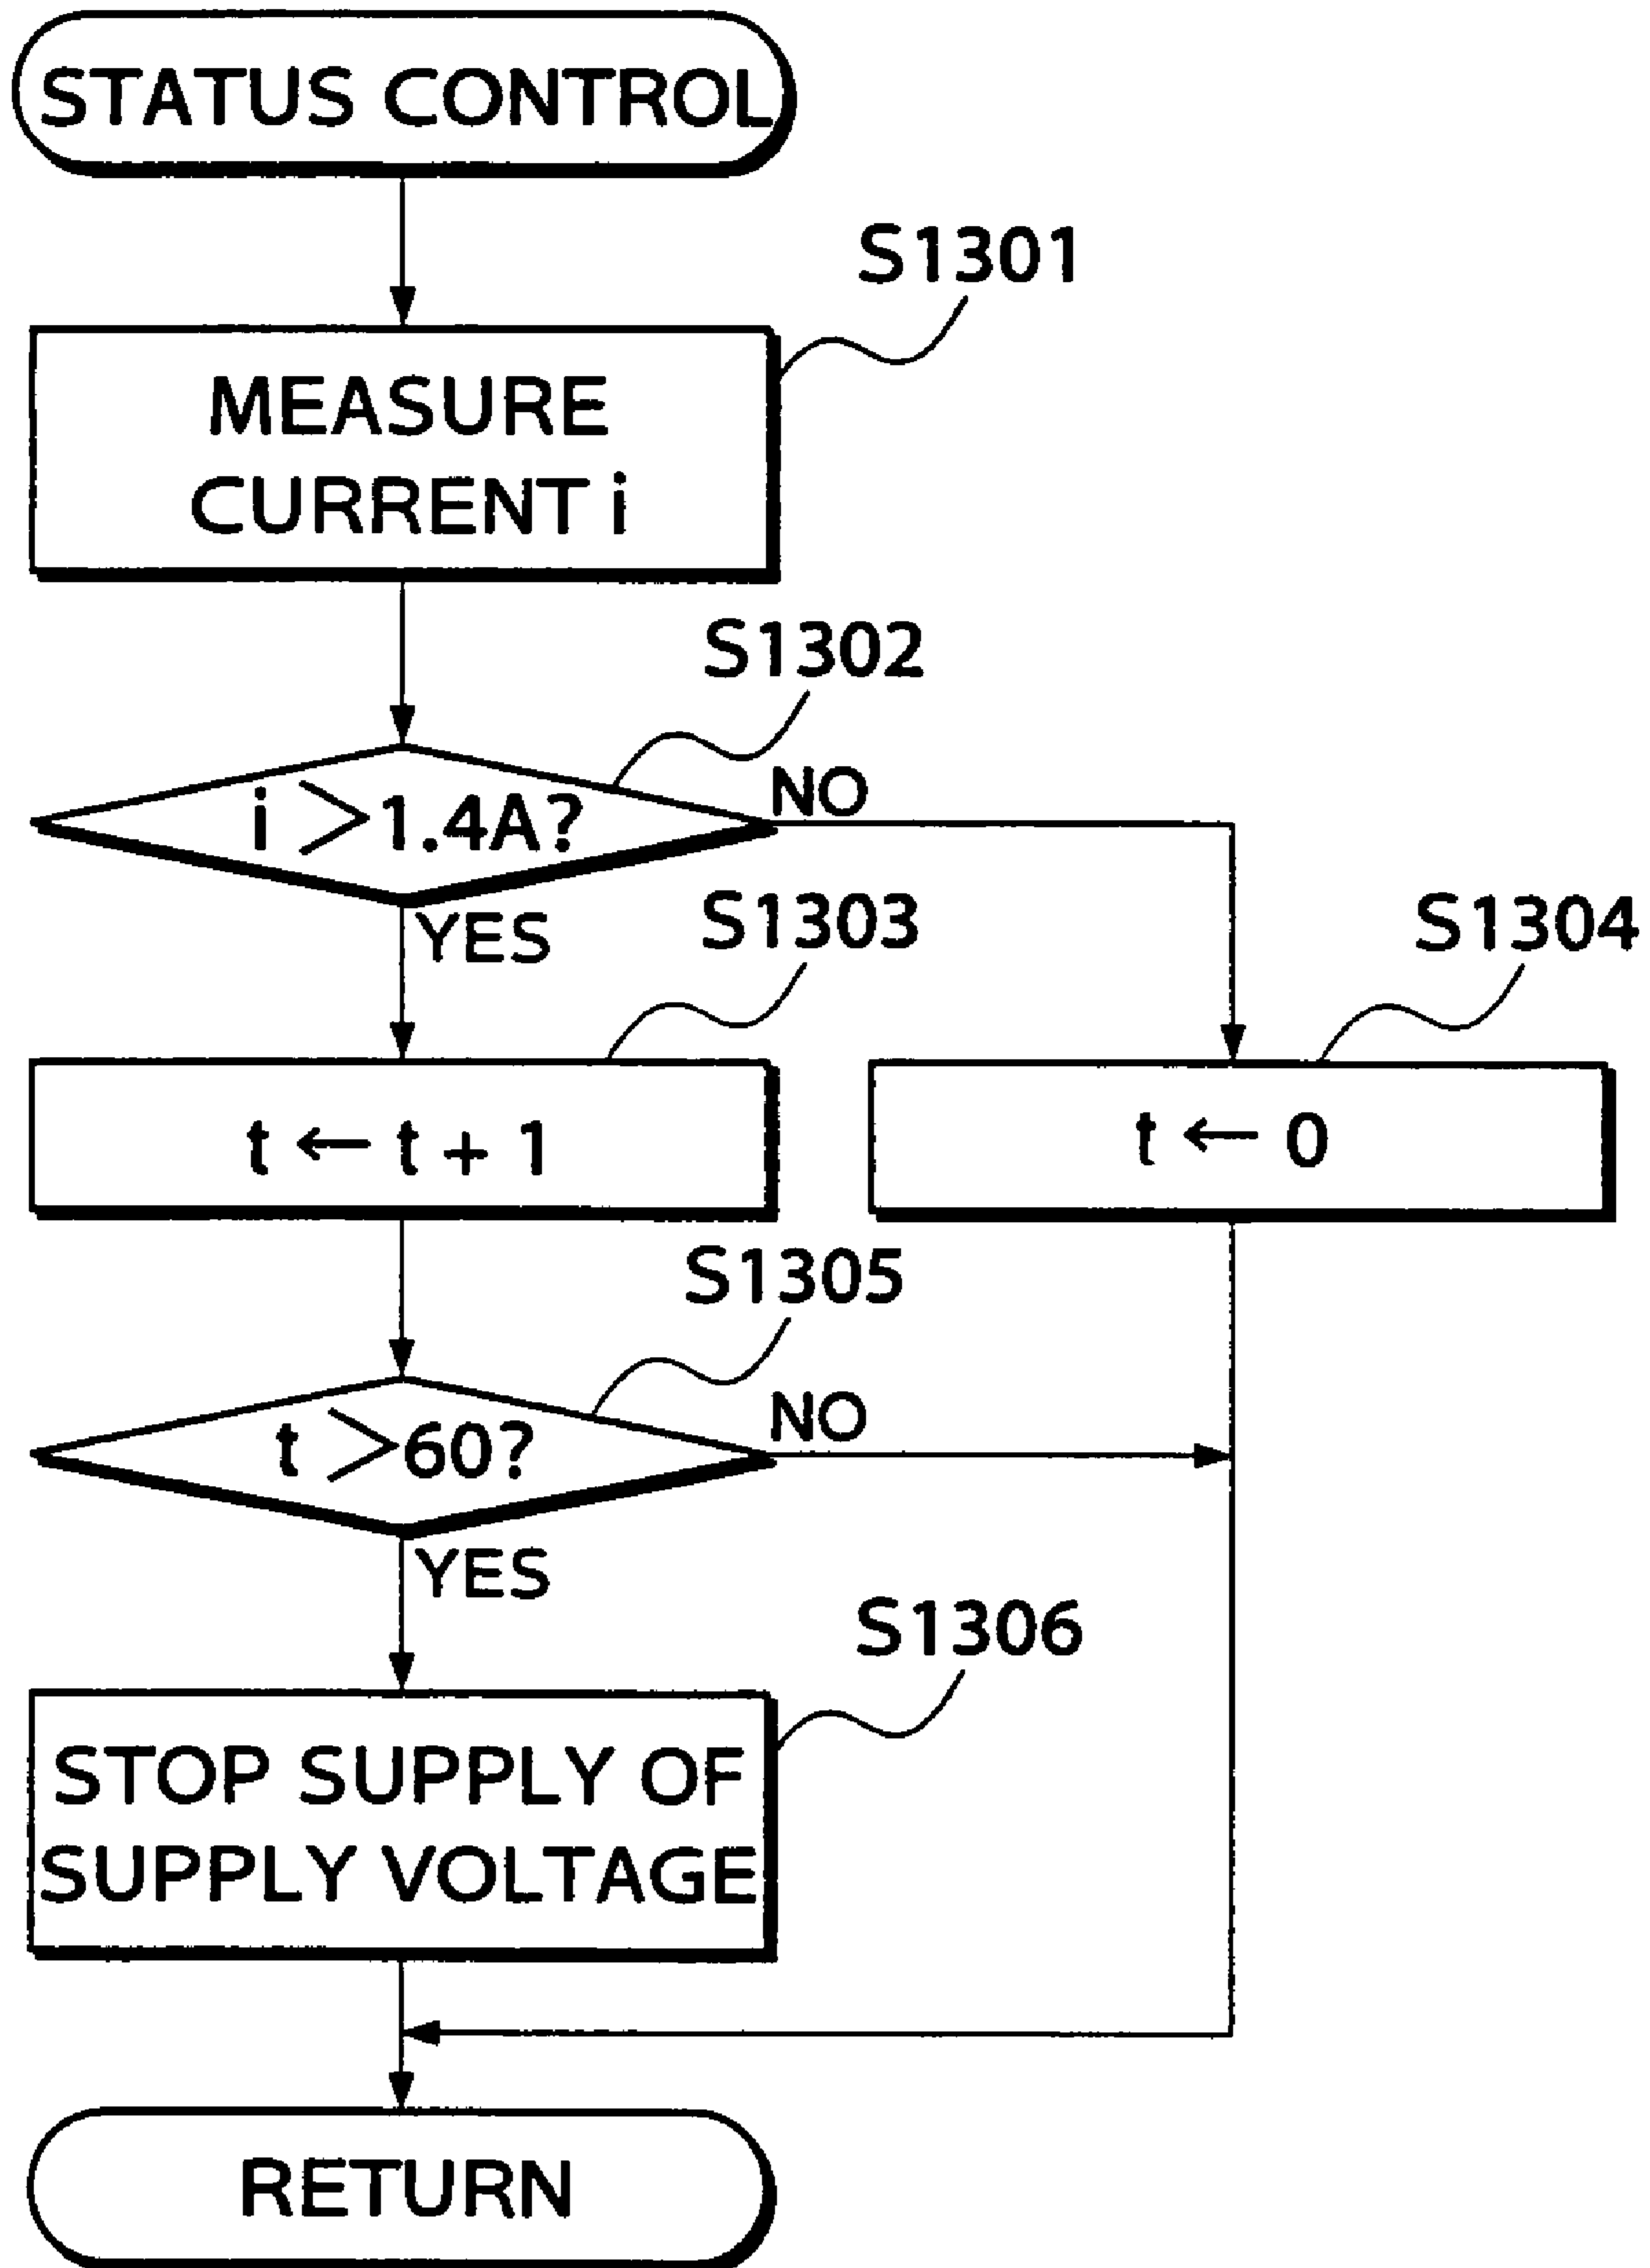 STATUS CONTROL
S1301
MEASURE
CURRENT i
S1302
i >1.4A?
NO
YES
S1303
S1304
t ← t + 1
t ← 0
S1305
t >60?
NO
YES
S1306
STOP SUPPLY OF
SUPPLY VOLTAGE
RETURN